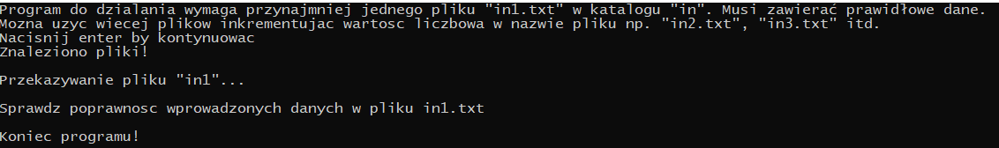 Program do dzialania wymaga przynajmniej jednego pliku "in1.txt" w katalogu "in". Musi zawierać prawidłowe dane.
Mozna uzyc wiecej plikow inkrementujac wartosc liczbowa w nazwie pliku np. "in2.txt", "in3.txt" itd.
Nacisnij enter by kontynuowac
Znaleziono pliki!
Przekazywanie pliku "in1"...
Sprawdz poprawnosc wprowadzonych danych w pliku in1.txt
Koniec programu!